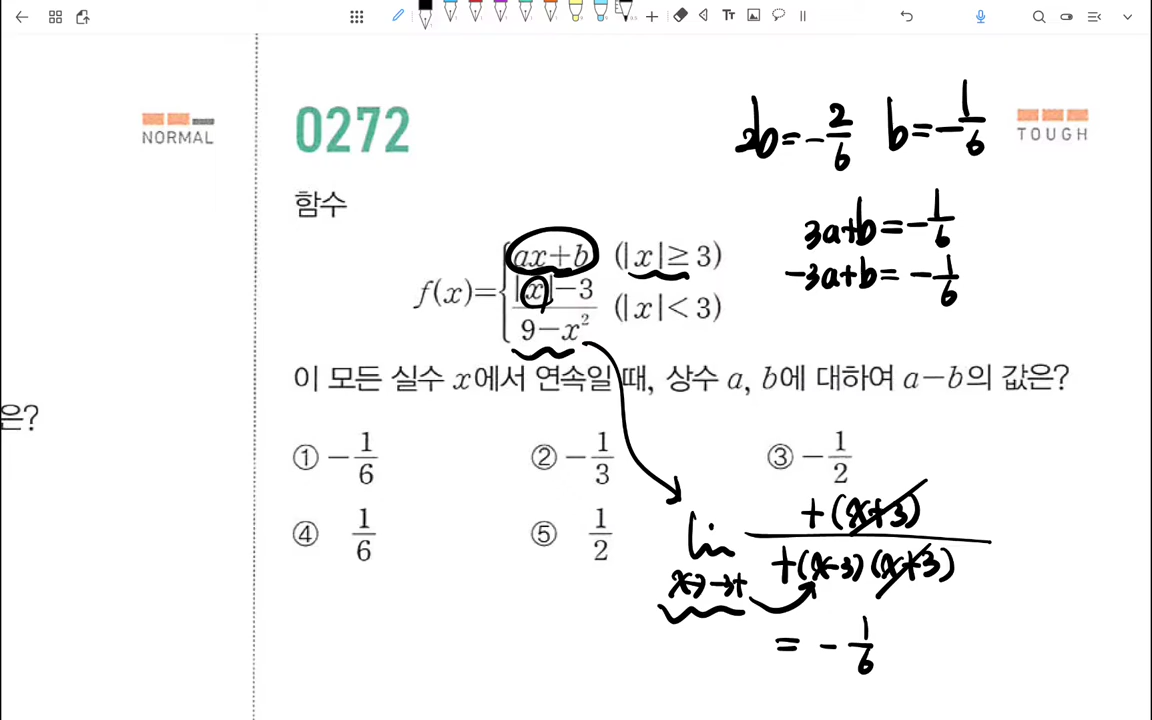 NORMAL
0272
TOUGH
2b=-2/6 b=-1/6
함수
3a+b=-1/6
-3a+b=-1/6
f(x)={ax+b (|x|≥3)
(|x|-3)/(9-x²) (|x|<3)
이 모든 실수 x에서 연속일 때, 상수 a, b에 대하여 a-b의 값은?
은?
① -1/6 ② -1/3 ③ -1/2
④ 1/6 ⑤ 1/2
lim x→-3+ +(x+3)/+(x-3)(x+3)
= -1/6